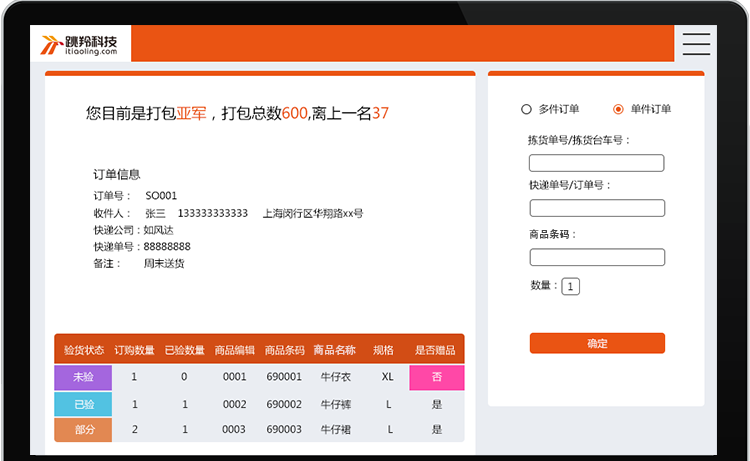 跳羚科技
itiaoling.com
您目前是打包亚军，打包总数600,离上一名37
订单信息
订单号： SO001
收件人： 张三 133333333333 上海闵行区华翔路xx号
快递公司：如风达
快递单号：88888888
备注： 周末送货
验货状态 订购数量 已验数量 商品编辑 商品条码 商品名称 规格 是否赠品
未验 1 0 0001 690001 牛仔衣 XL 否
已验 1 1 0002 690002 牛仔裤 L 是
部分 2 1 0003 690003 牛仔裙 L 是
多件订单 单件订单
拣货单号/拣货台车号：
快递单号/订单号：
商品条码：
数量： 1
确定